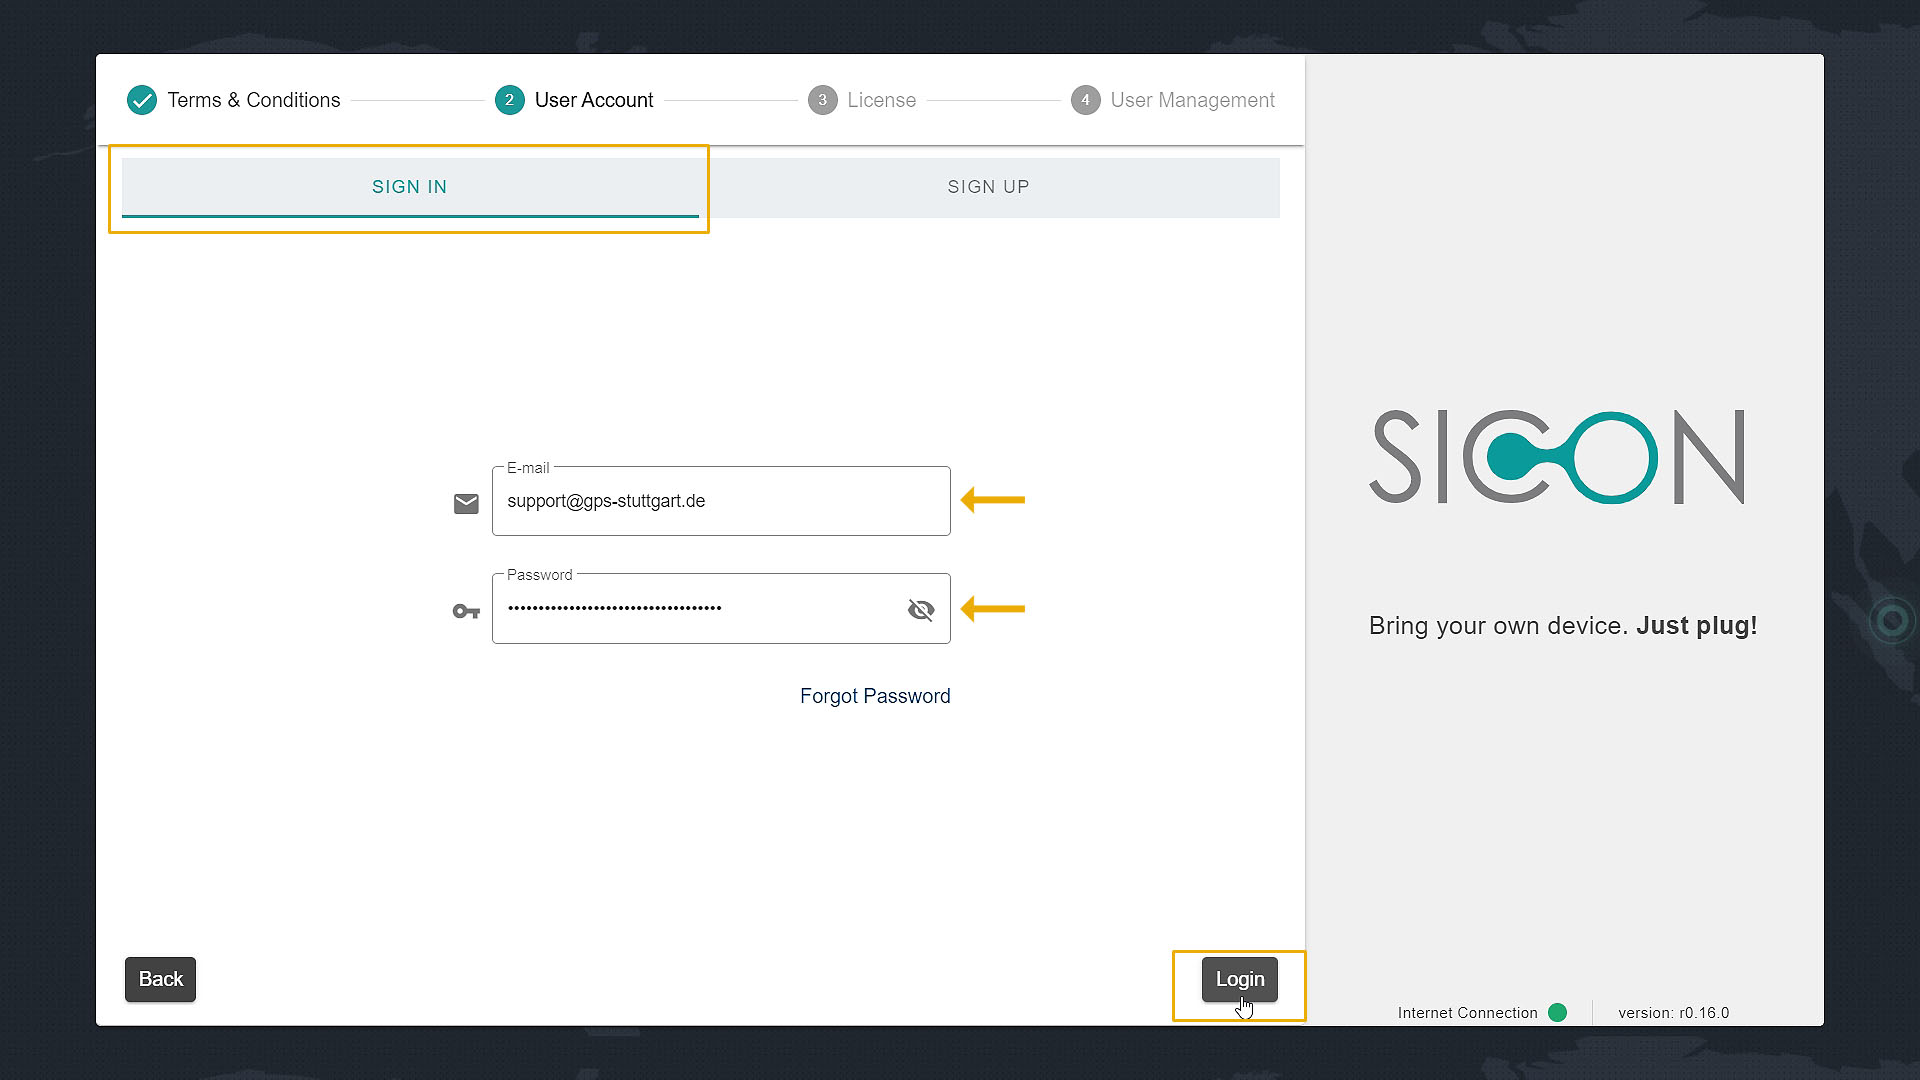 Terms & Conditions
2 User Account
3 License
4 User Management
SIGN IN
SIGN UP
E-mail
support@gps-stuttgart.de
Password
••••••••••••••••••••••••••••••••••••
Forgot Password
Back
Login
SICON
Bring your own device. Just plug!
Internet Connection
version: r0.16.0